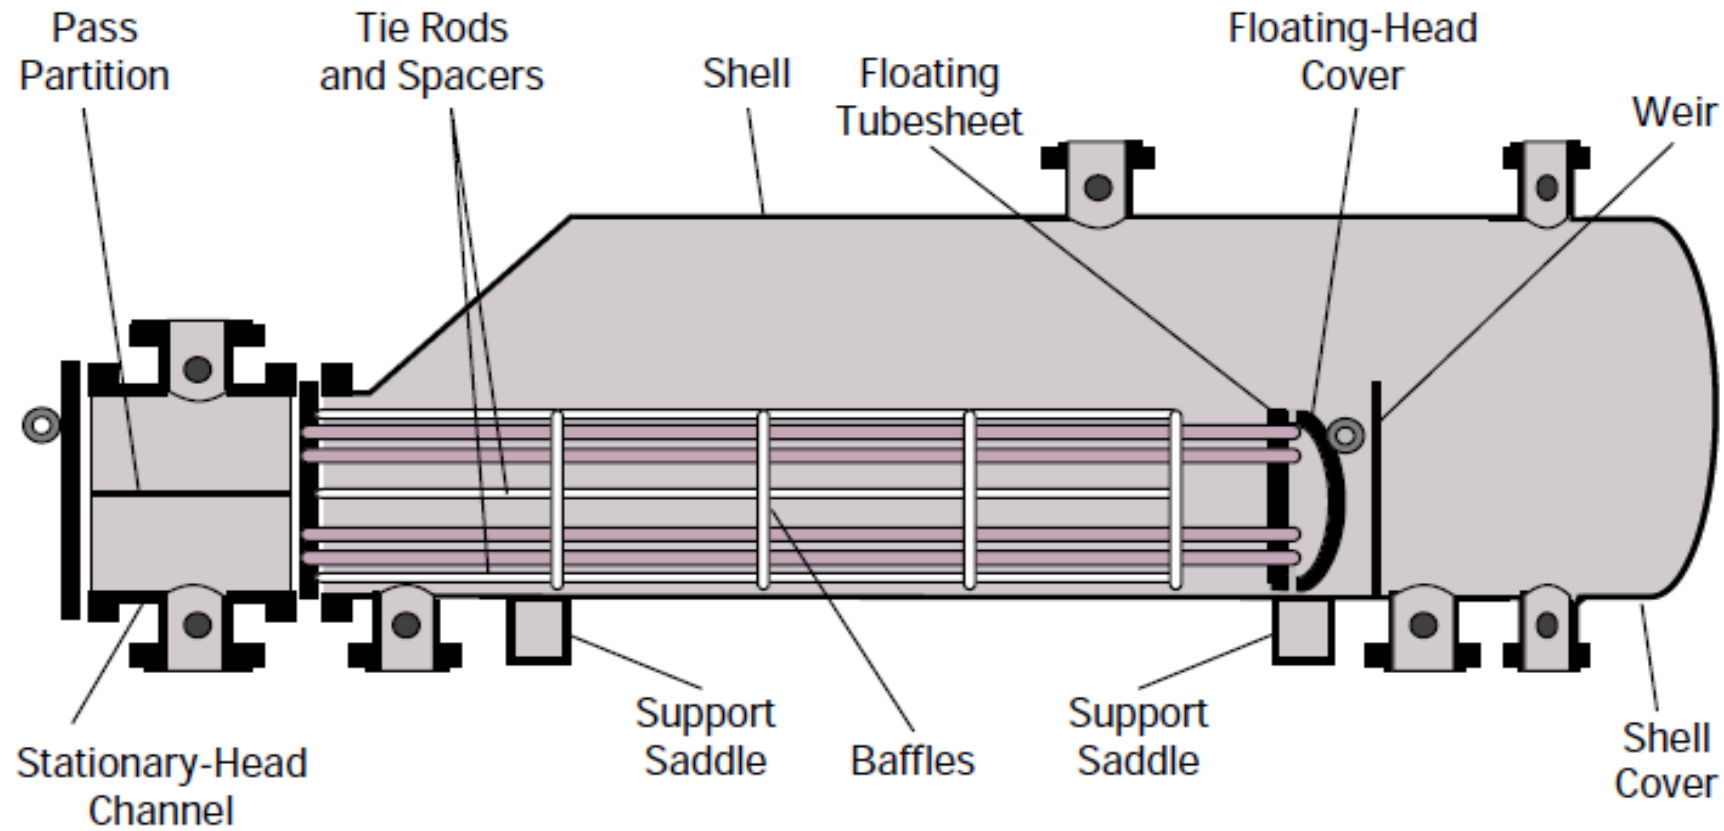 Pass
Partition
Tie Rods
and Spacers
Shell
Floating
Tubesheet
Floating-Head
Cover
Weir
Stationary-Head
Channel
Support
Saddle
Baffles
Support
Saddle
Shell
Cover